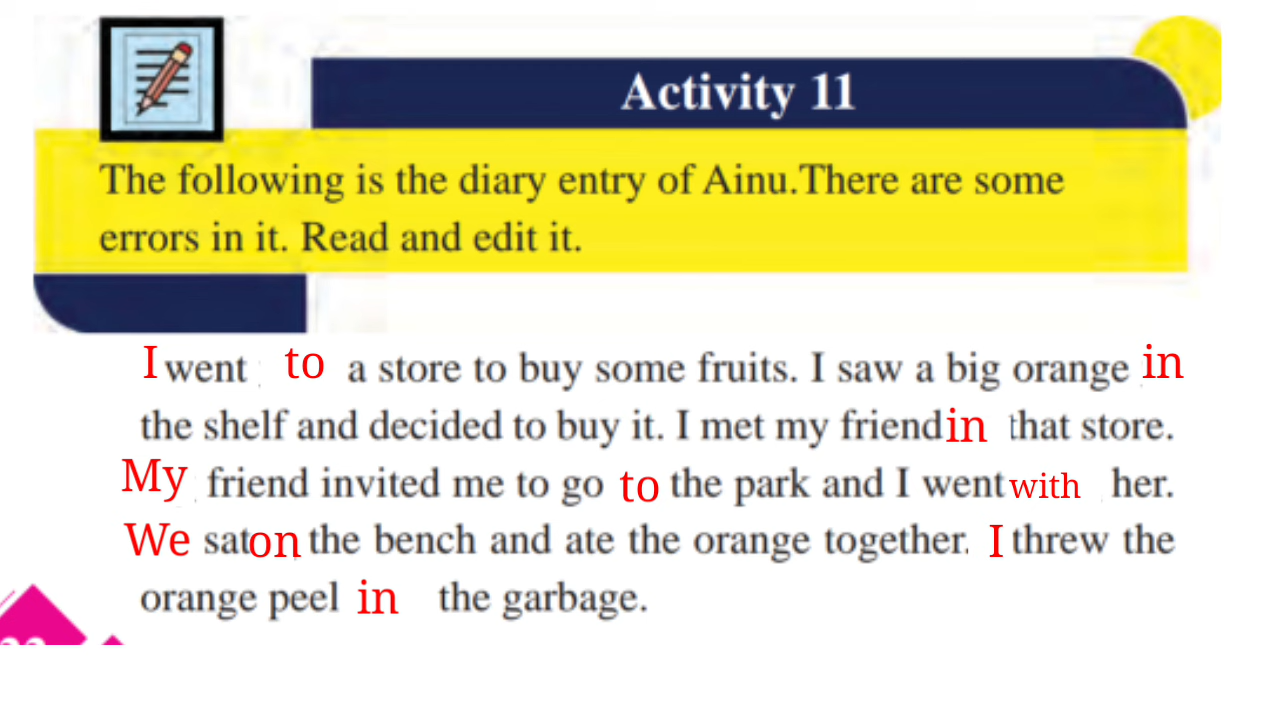 Activity 11
The following is the diary entry of Ainu.There are some
errors in it. Read and edit it.
I went to a store to buy some fruits. I saw a big orange in
the shelf and decided to buy it. I met my friend in that store.
My friend invited me to go to the park and I went with her.
We sat on the bench and ate the orange together. I threw the
orange peel in the garbage.